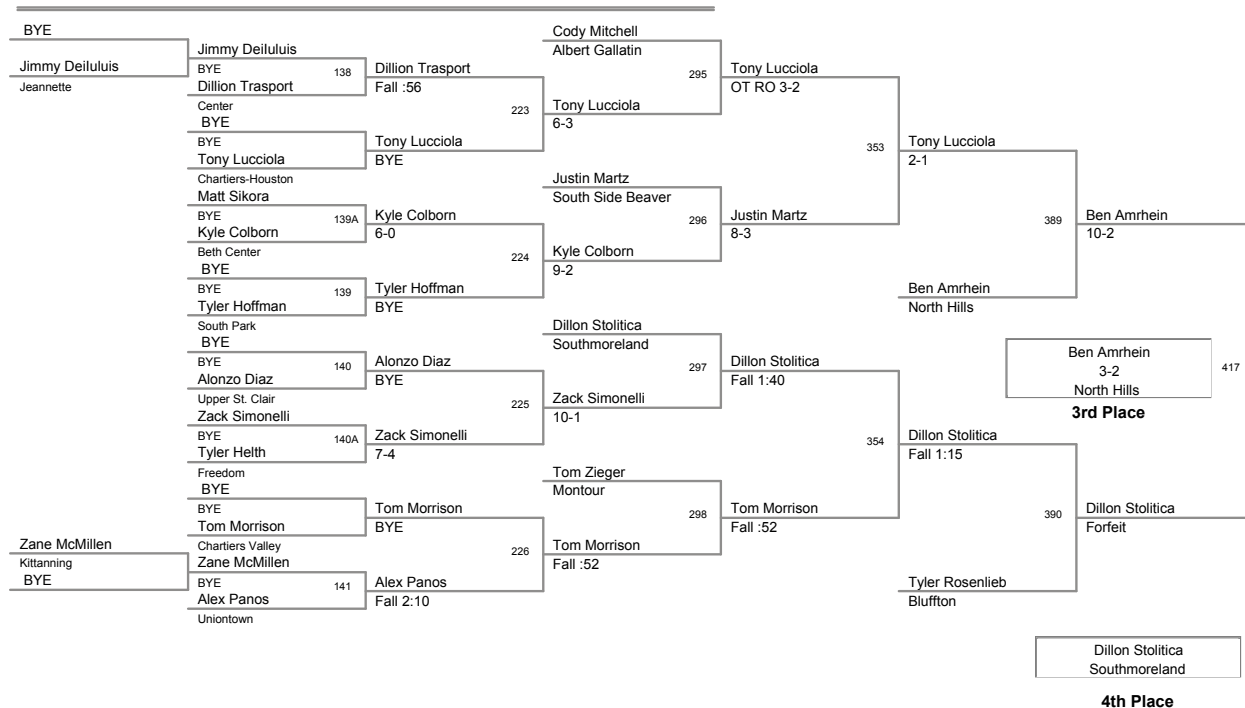 BYE
Jimmy Deiluluis
Jeannette
Zane McMillen
Kittanning
BYE
Jimmy Deiluluis
BYE
138
Dillion Trasport
Center
BYE
BYE
Tony Lucciola
Chartiers-Houston
Matt Sikora
BYE
139A
Kyle Colborn
Beth Center
BYE
BYE
139
Tyler Hoffman
South Park
BYE
BYE
140
Alonzo Diaz
Upper St. Clair
Zack Simonelli
BYE
140A
Tyler Helth
Freedom
BYE
BYE
Tom Morrison
Chartiers Valley
Zane McMillen
BYE
141
Alex Panos
Uniontown
Dillion Trasport
Fall :56
223
Tony Lucciola
BYE
Kyle Colborn
6-0
224
Tyler Hoffman
BYE
Alonzo Diaz
BYE
225
Zack Simonelli
7-4
Tom Morrison
BYE
226
Alex Panos
Fall 2:10
Cody Mitchell
Albert Gallatin
295
Tony Lucciola
6-3
Justin Martz
South Side Beaver
296
Kyle Colborn
9-2
Dillon Stolitica
Southmoreland
297
Zack Simonelli
10-1
Tom Zieger
Montour
298
Tom Morrison
Fall :52
Tony Lucciola
OT RO 3-2
353
Justin Martz
8-3
Dillon Stolitica
Fall 1:40
354
Tom Morrison
Fall :52
Tony Lucciola
2-1
389
Ben Amrhein
North Hills
Dillon Stolitica
Fall 1:15
390
Tyler Rosenlieb
Bluffton
Ben Amrhein
10-2
Ben Amrhein
3-2
417
North Hills
3rd Place
Dillon Stolitica
Forfeit
Dillon Stolitica
Southmoreland
4th Place